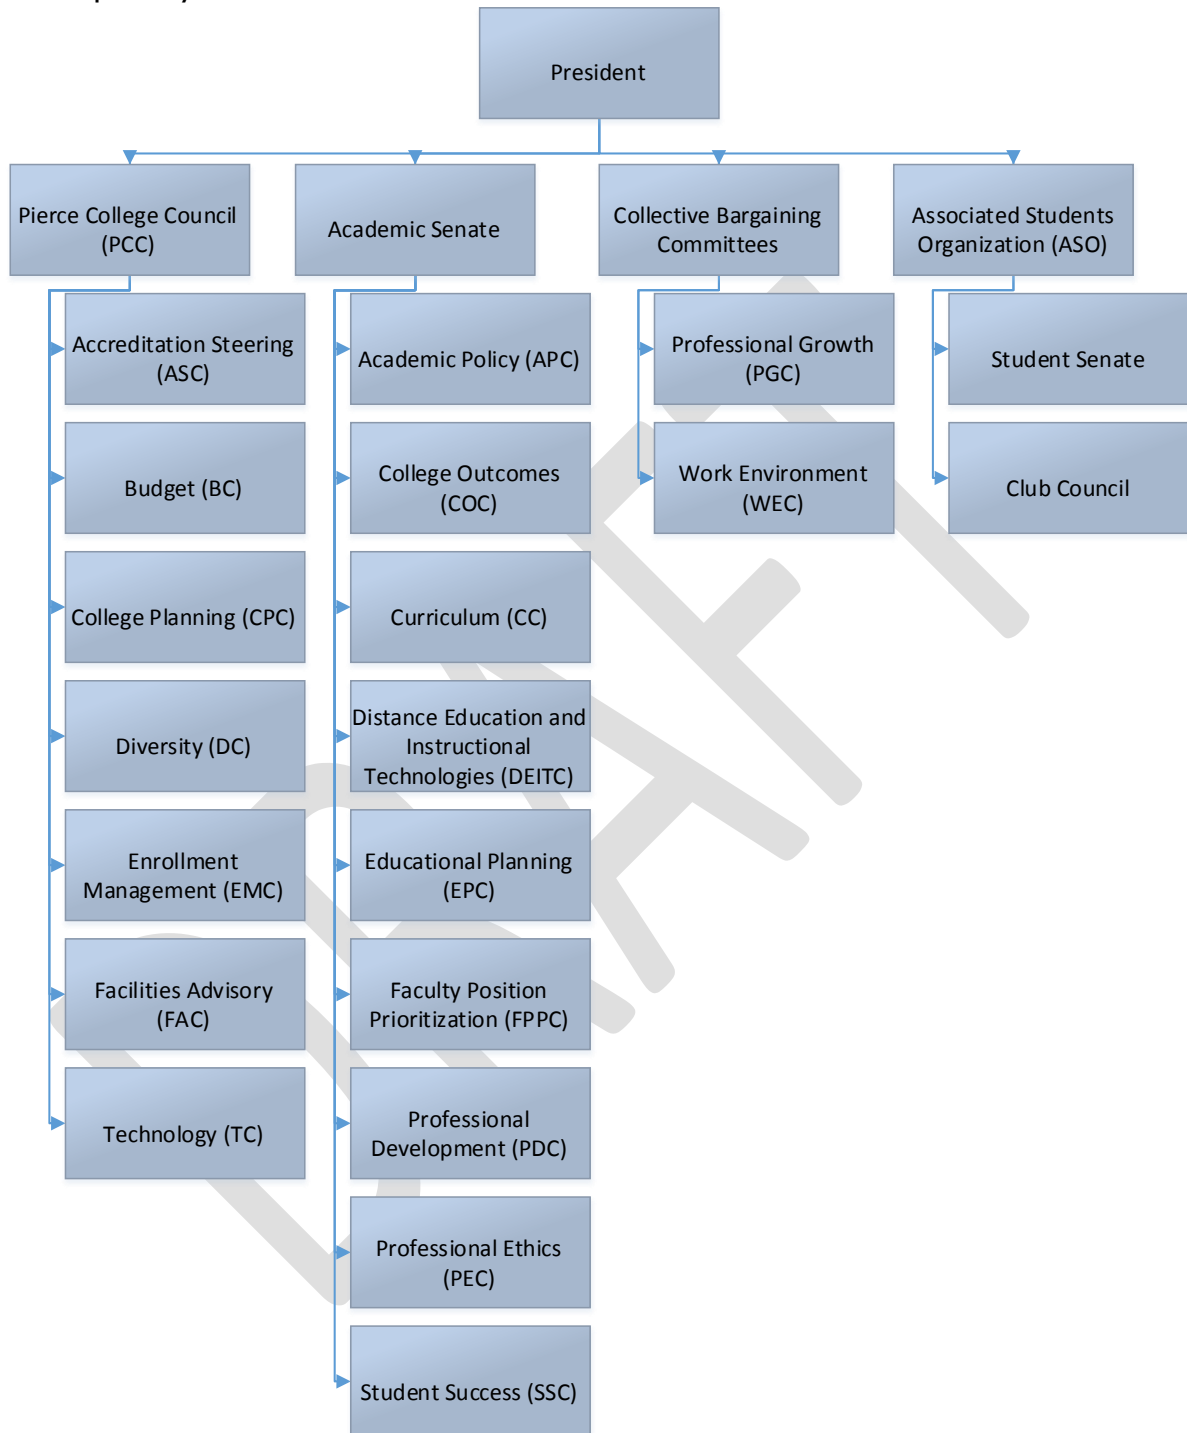 President
Pierce College Council
(PCC)
Academic Senate
Collective Bargaining
Committees
Associated Students
Organization (ASO)
Accreditation Steering
(ASC)
Budget (BC)
College Planning (CPC)
Diversity (DC)
Enrollment
Management (EMC)
Facilities Advisory
(FAC)
Technology (TC)
Academic Policy (APC)
College Outcomes
(COC)
Curriculum (CC)
Distance Education and
Instructional
Technologies (DEITC)
Educational Planning
(EPC)
Faculty Position
Prioritization (FPPC)
Professional
Development (PDC)
Professional Ethics
(PEC)
Student Success (SSC)
Professional Growth
(PGC)
Work Environment
(WEC)
Student Senate
Club Council
DRAFT